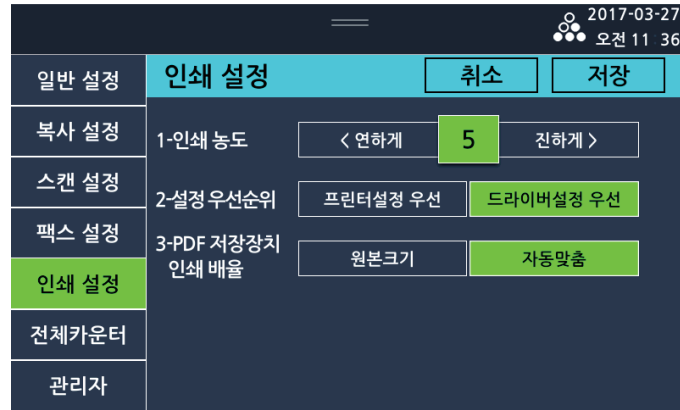 2017-03-27
오전 11:36
일반 설정
복사 설정
스캔 설정
팩스 설정
인쇄 설정
전체카운터
관리자
인쇄 설정
취소
저장
1-인쇄 농도
< 연하게
5
진하게 >
2-설정 우선순위
프린터설정 우선
드라이버설정 우선
3-PDF 저장장치
인쇄 배율
원본크기
자동맞춤